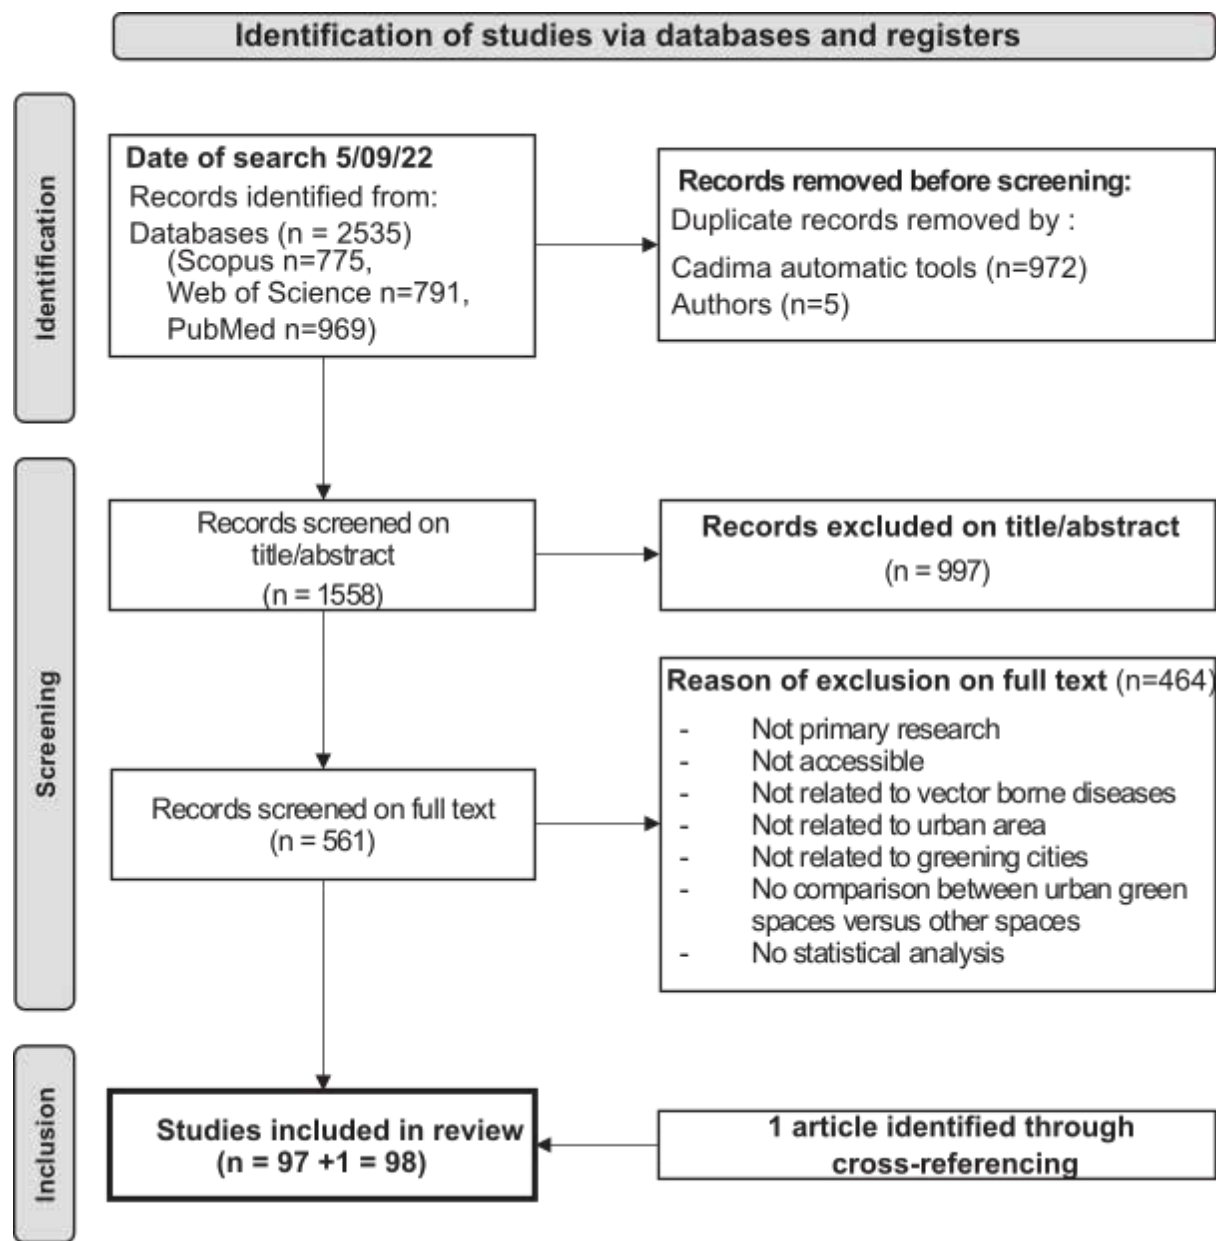 Identification of studies via databases and registers
Identification
Date of search 5/09/22
Records identified from:
Databases (n = 2535)
(Scopus n=775,
Web of Science n=791,
PubMed n=969)
Records removed before screening:
Duplicate records removed by :
Cadima automatic tools (n=972)
Authors (n=5)
Screening
Records screened on
title/abstract
(n = 1558)
Records excluded on title/abstract
(n = 997)
Records screened on full text
(n = 561)
Reason of exclusion on full text (n=464)
- Not primary research
- Not accessible
- Not related to vector borne diseases
- Not related to urban area
- Not related to greening cities
- No comparison between urban green
spaces versus other spaces
- No statistical analysis
Inclusion
Studies included in review
(n = 97 +1 = 98)
1 article identified through
cross-referencing